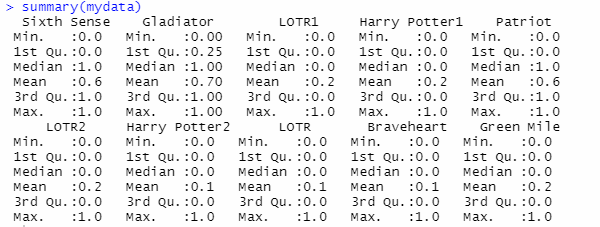 > summary(mydata)
Sixth Sense Gladiator LOTR1 Harry Potter1 Patriot
Min. :0.0 Min. :0.00 Min. :0.0 Min. :0.0 Min. :0.0
1st Qu.:0.0 1st Qu.:0.25 1st Qu.:0.0 1st Qu.:0.0 1st Qu.:0.0
Median :1.0 Median :1.00 Median :0.0 Median :0.0 Median :1.0
Mean :0.6 Mean :0.70 Mean :0.2 Mean :0.2 Mean :0.6
3rd Qu.:1.0 3rd Qu.:1.00 3rd Qu.:0.0 3rd Qu.:0.0 3rd Qu.:1.0
Max. :1.0 Max. :1.00 Max. :1.0 Max. :1.0 Max. :1.0
LOTR2 Harry Potter2 LOTR Braveheart Green Mile
Min. :0.0 Min. :0.0 Min. :0.0 Min. :0.0 Min. :0.0
1st Qu.:0.0 1st Qu.:0.0 1st Qu.:0.0 1st Qu.:0.0 1st Qu.:0.0
Median :0.0 Median :0.0 Median :0.0 Median :0.0 Median :0.0
Mean :0.2 Mean :0.1 Mean :0.1 Mean :0.1 Mean :0.2
3rd Qu.:0.0 3rd Qu.:0.0 3rd Qu.:0.0 3rd Qu.:0.0 3rd Qu.:0.0
Max. :1.0 Max. :1.0 Max. :1.0 Max. :1.0 Max. :1.0